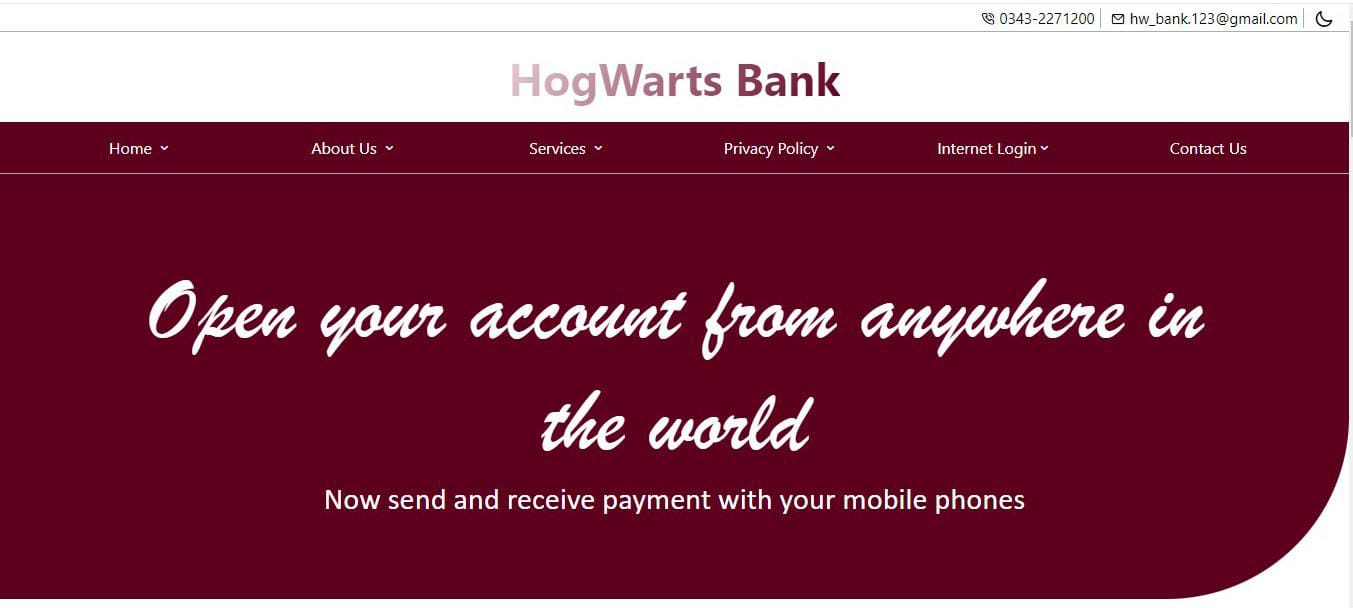 0343-2271200 hw_bank.123@gmail.com
HogWarts Bank
Home About Us Services Privacy Policy Internet Login Contact Us
Open your account from anywhere in
the world
Now send and receive payment with your mobile phones